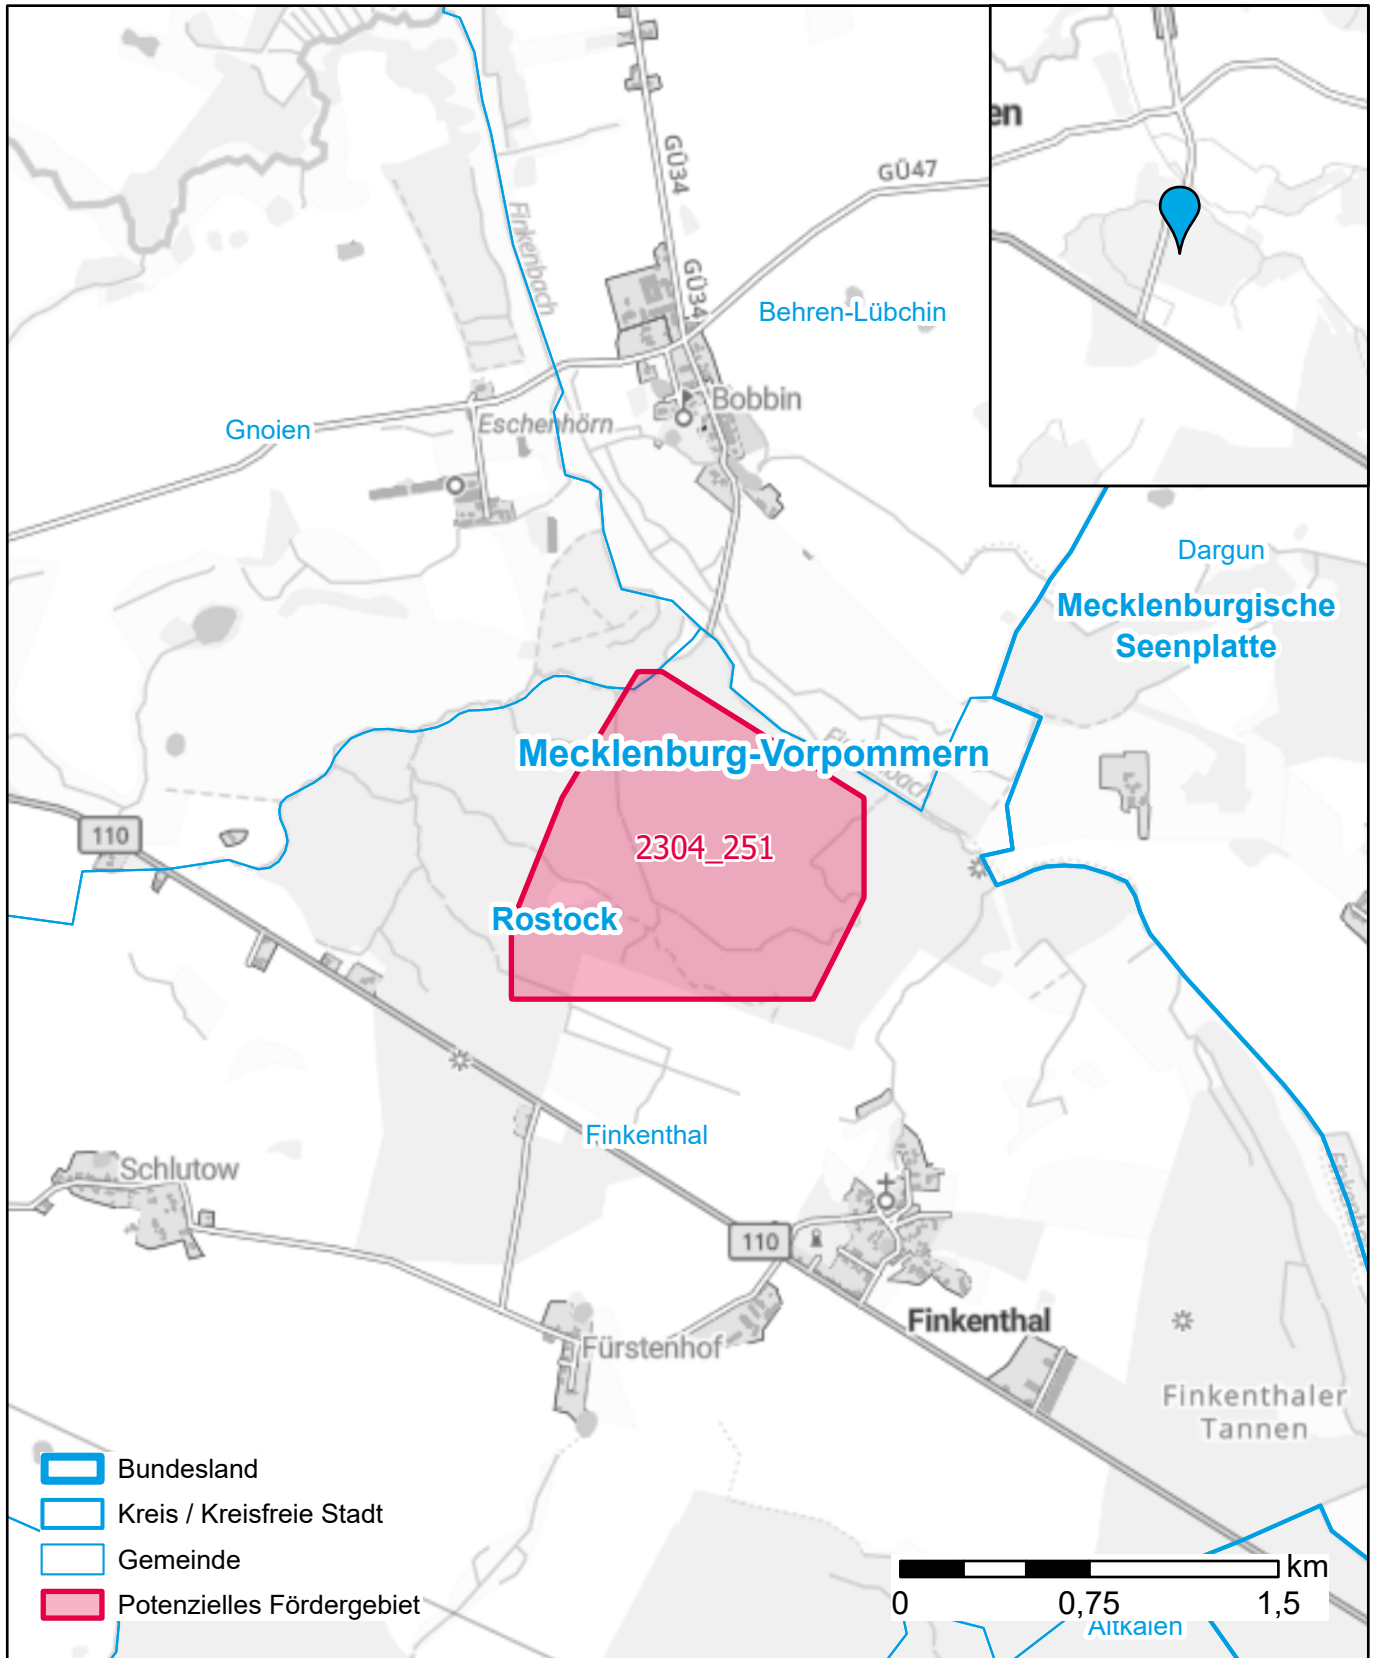 en
GÜ34
GÜ47
Finkenbach
GÜ34
Behren-Lübchin
Bobbin
Gnoien
Eschenhörn
Dargun
Mecklenburgische
Seenplatte
Mecklenburg-Vorpommern
110
2304_251
Rostock
Finkenthal
Schlutow
110
Finkenthal
Fürstenhof
Finkenthaler
Tannen
Bundesland
Kreis / Kreisfreie Stadt
Gemeinde
Potenzielles Fördergebiet
km
0 0,75 1,5
Altkalen